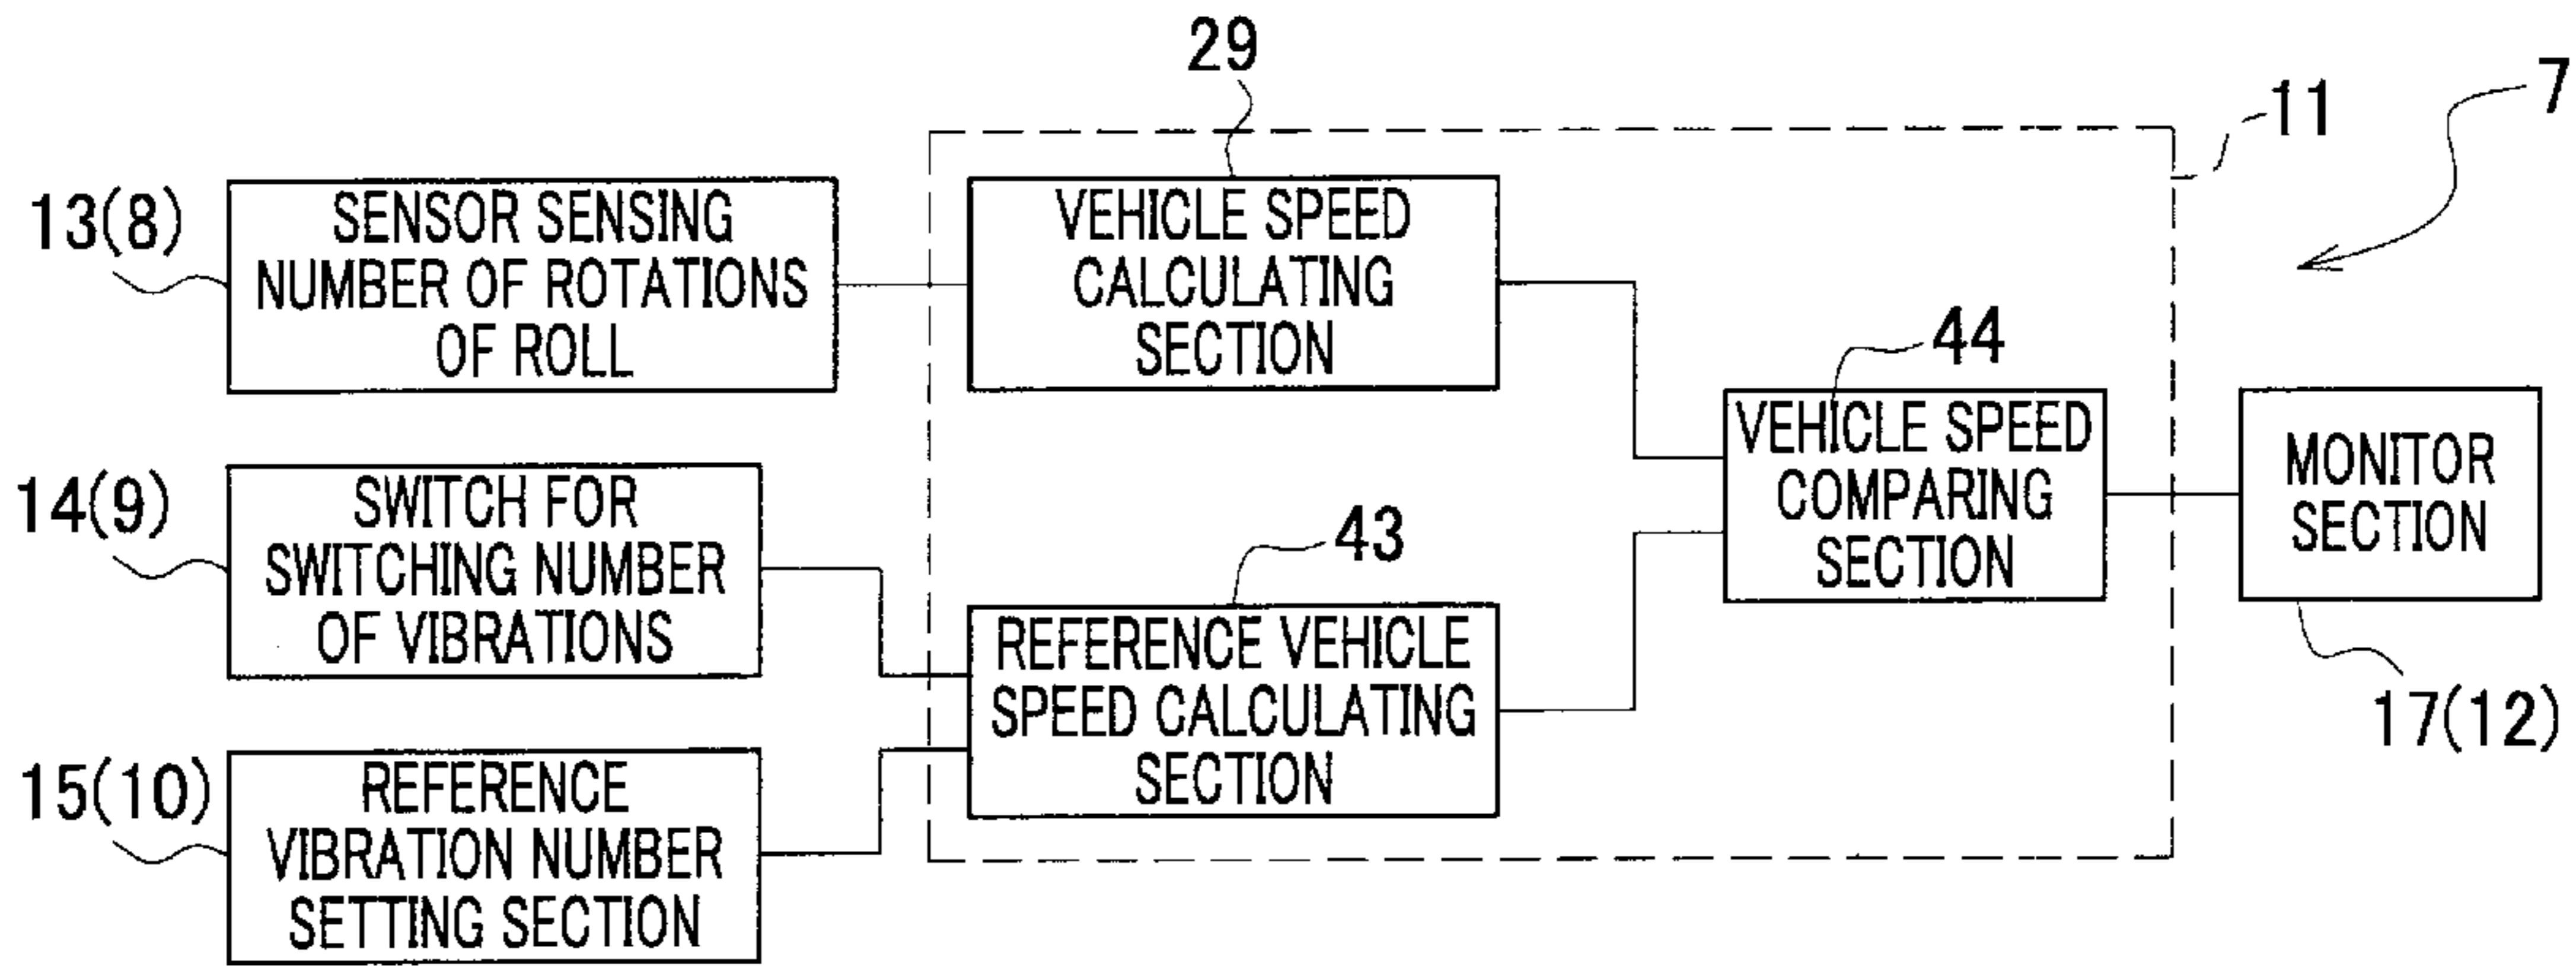 29
7
11
13(8)
SENSOR SENSING
NUMBER OF ROTATIONS
OF ROLL
VEHICLE SPEED
CALCULATING
SECTION
44
VEHICLE SPEED
COMPARING
SECTION
MONITOR
SECTION
14(9)
SWITCH FOR
SWITCHING NUMBER
OF VIBRATIONS
43
REFERENCE VEHICLE
SPEED CALCULATING
SECTION
17(12)
15(10)
REFERENCE
VIBRATION NUMBER
SETTING SECTION